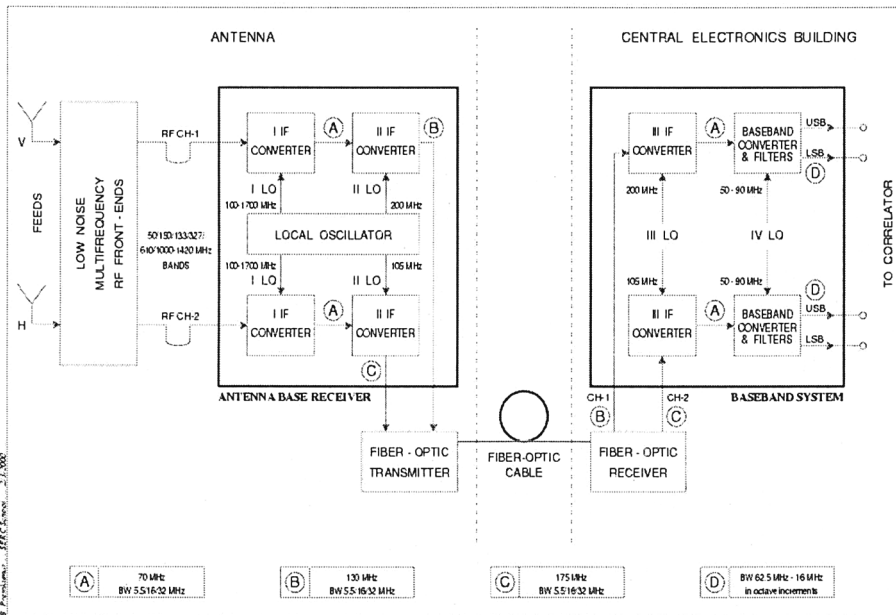 ANTENNA
CENTRAL ELECTRONICS BUILDING
V
H
FEEDS
LOW NOISE
MULTIFREQUENCY
RF FRONT - ENDS
RF CH-1
50/150/133/327/
610/1000-1420 MHz
BANDS
RF CH-2
I IF
CONVERTER
A
II IF
CONVERTER
B
I LO
100-1700 MHz
II LO
200 MHz
LOCAL OSCILLATOR
100-1700 MHz
I LO
105 MHz
II LO
I IF
CONVERTER
A
II IF
CONVERTER
C
ANTENNA BASE RECEIVER
FIBER - OPTIC
TRANSMITTER
FIBER-OPTIC
CABLE
FIBER - OPTIC
RECEIVER
CH-1
B
CH-2
C
BASEBAND SYSTEM
III IF
CONVERTER
A
BASEBAND
CONVERTER
& FILTERS
USB
LSB
D
200 MHz
50 - 90 MHz
III LO
IV LO
105 MHz
50 - 90 MHz
III IF
CONVERTER
A
BASEBAND
CONVERTER
& FILTERS
D
USB
LSB
TO CORRELATOR
A
70 MHz
BW 5.5/16/32 MHz
B
130 MHz
BW 5.5/16/32 MHz
C
175 MHz
BW 5.5/16/32 MHz
D
BW 62.5 MHz - 16 MHz
in octave increments